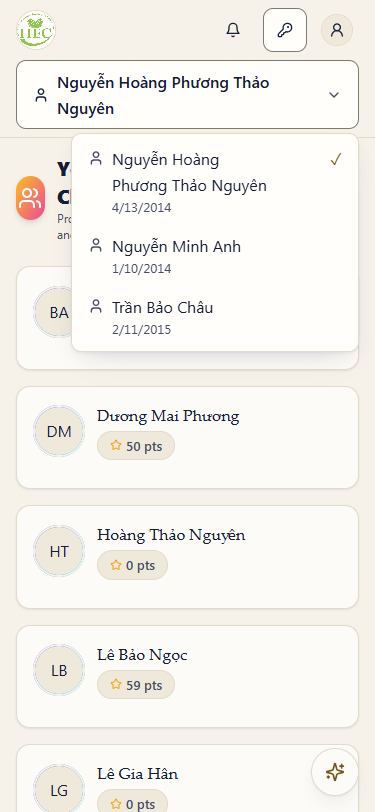 HEC
Nguyễn Hoàng Phương Thảo
Nguyên
Nguyễn Hoàng
Phương Thảo Nguyên
4/13/2014
Nguyễn Minh Anh
1/10/2014
Trần Bảo Châu
2/11/2015
BA
DM
Dương Mai Phương
50 pts
HT
Hoàng Thảo Nguyên
0 pts
LB
Lê Bảo Ngọc
59 pts
LG
Lê Gia Hân
0 pts